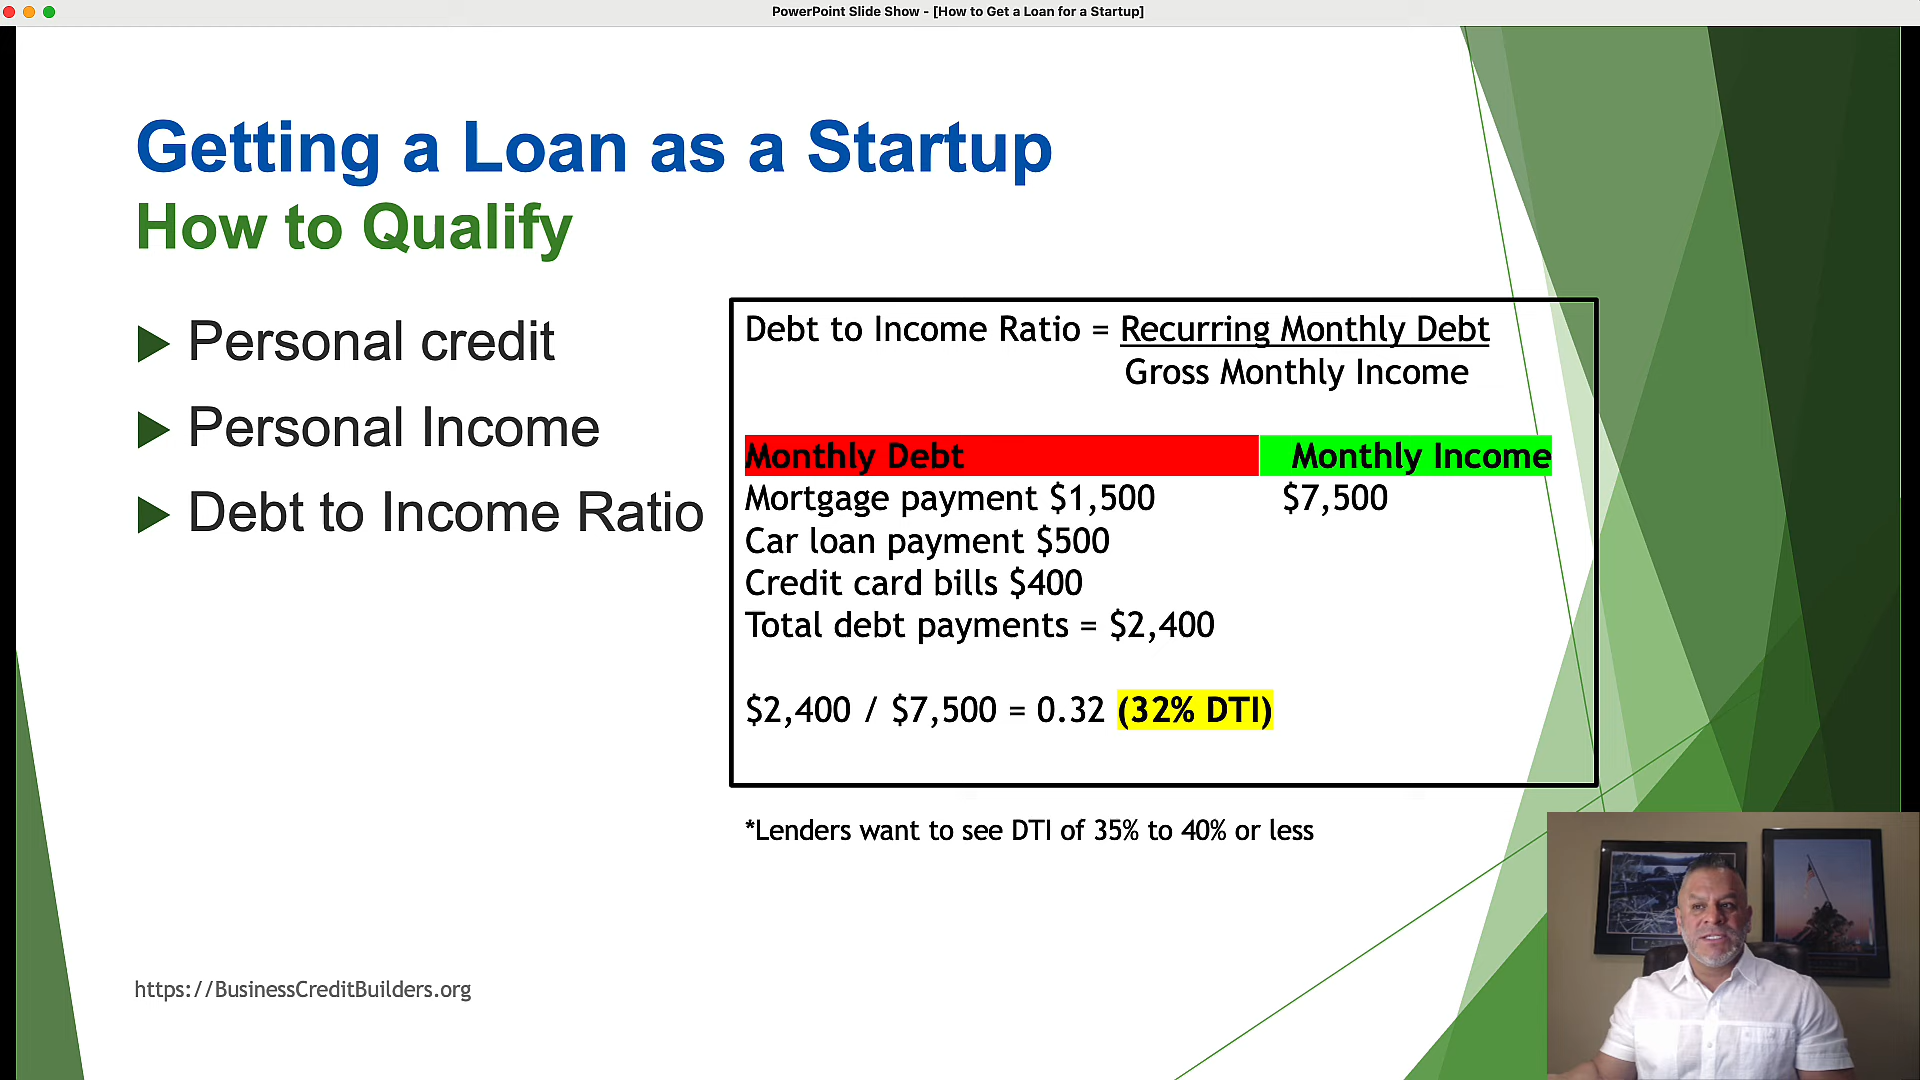 PowerPoint Slide Show - [How to Get a Loan for a Startup]
Getting a Loan as a Startup
How to Qualify
Personal credit
Personal Income
Debt to Income Ratio
Debt to Income Ratio = Recurring Monthly Debt
Gross Monthly Income
Monthly Debt Monthly Income
Mortgage payment $1,500 $7,500
Car loan payment $500
Credit card bills $400
Total debt payments = $2,400
$2,400 / $7,500 = 0.32 (32% DTI)
*Lenders want to see DTI of 35% to 40% or less
https://BusinessCreditBuilders.org